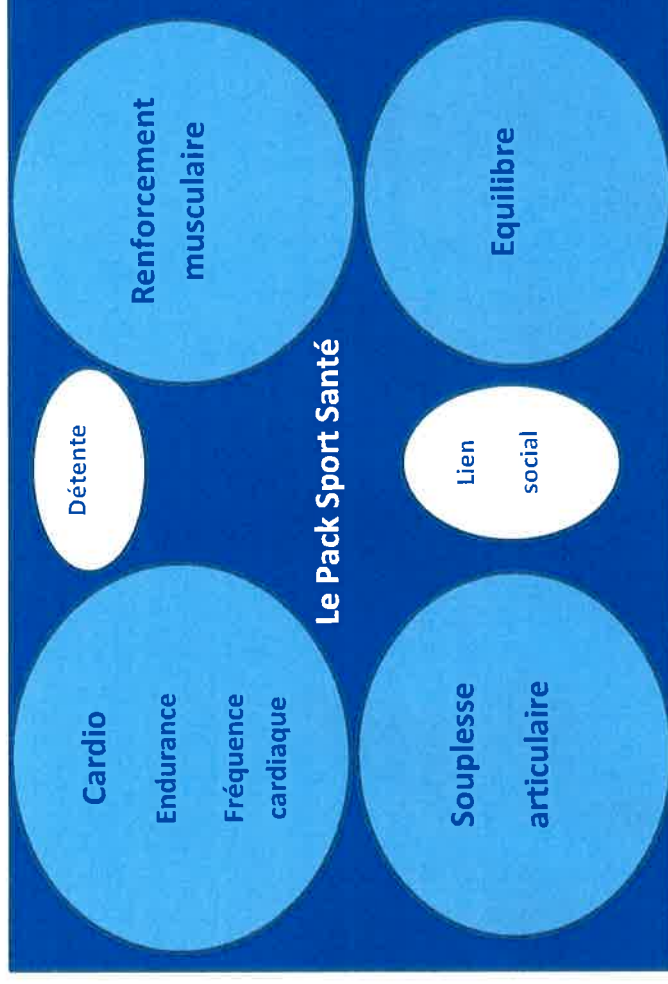 Cardio
Endurance
Fréquence
cardiaque
Détente
Renforcement
musculaire
Le Pack Sport Santé
Souplesse
articulaire
Lien
social
Equilibre